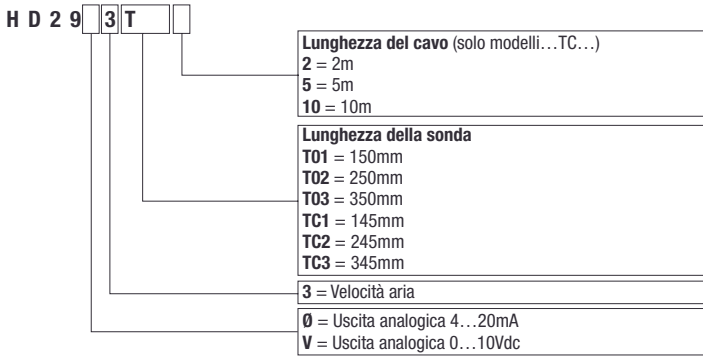 HD29 3 T
Lunghezza del cavo (solo modelli…TC…)
2 = 2m
5 = 5m
10 = 10m
Lunghezza della sonda
T01 = 150mm
T02 = 250mm
T03 = 350mm
TC1 = 145mm
TC2 = 245mm
TC3 = 345mm
3 = Velocità aria
Ø = Uscita analogica 4…20mA
V = Uscita analogica 0…10Vdc